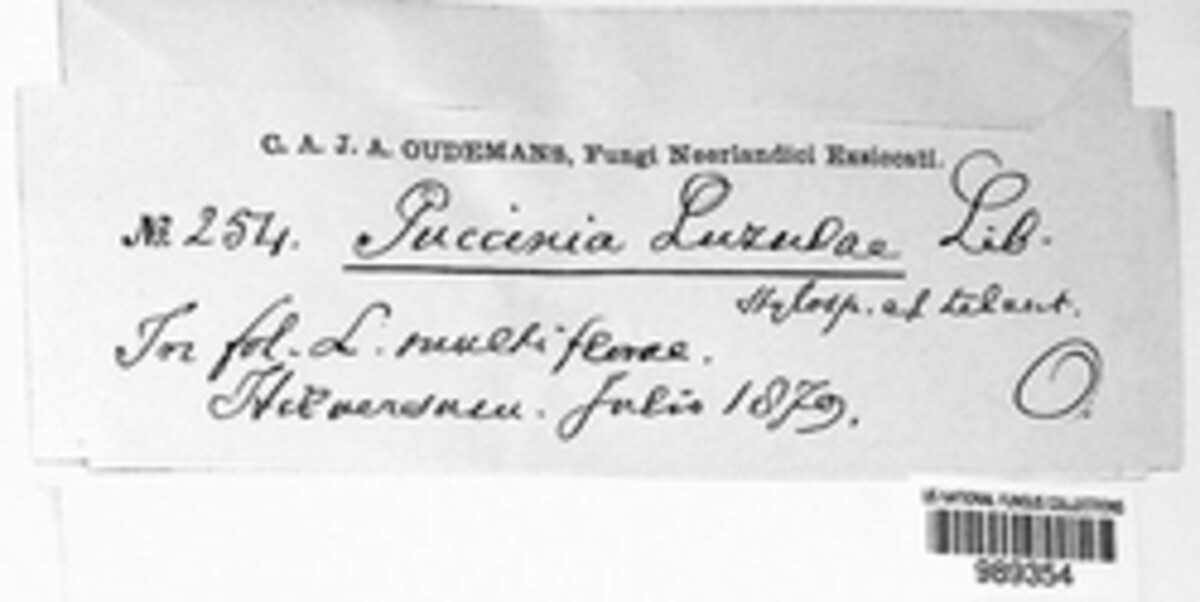 C. A. J. A. OUDEMANS, Fungi Neerlandici Exsiccati.
№ 254. Puccinia Luzulae Lib.
Stylosp. et teleut.
In fol. L. multiflorae.
Hilversum. Julio 1879.
O.
US NATIONAL FUNGUS COLLECTIONS
989354